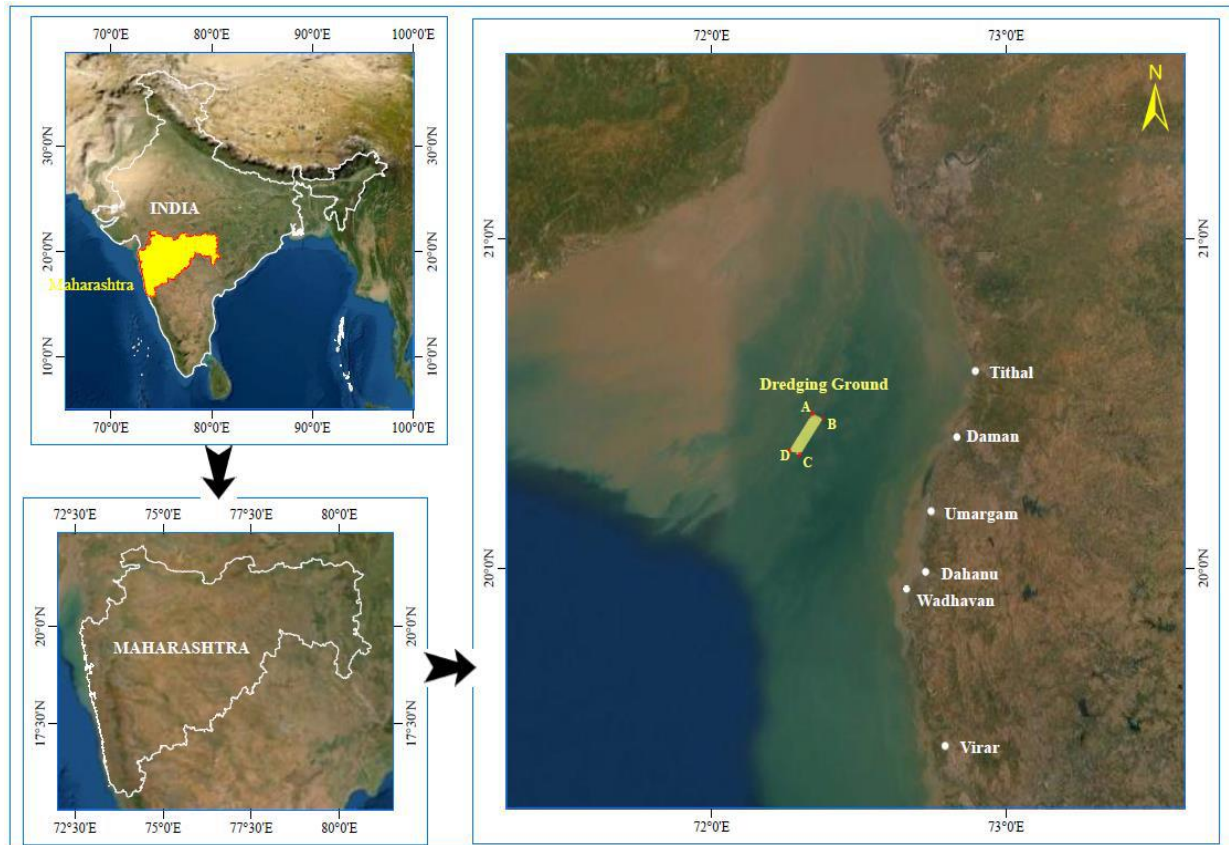 70°0'E 80°0'E 90°0'E 100°0'E
30°0'N 30°0'N
INDIA
20°0'N 20°0'N
Maharashtra
10°0'N 10°0'N
70°0'E 80°0'E 90°0'E 100°0'E
72°30'E 75°0'E 77°30'E 80°0'E
20°0'N 20°0'N
MAHARASHTRA
17°30'N 17°30'N
72°30'E 75°0'E 77°30'E 80°0'E
72°0'E 73°0'E
N
21°0'N 21°0'N
Tithal
Dredging Ground
A
B
Daman
D
C
Umargam
20°0'N 20°0'N
Dahanu
Wadhavan
Virar
72°0'E 73°0'E